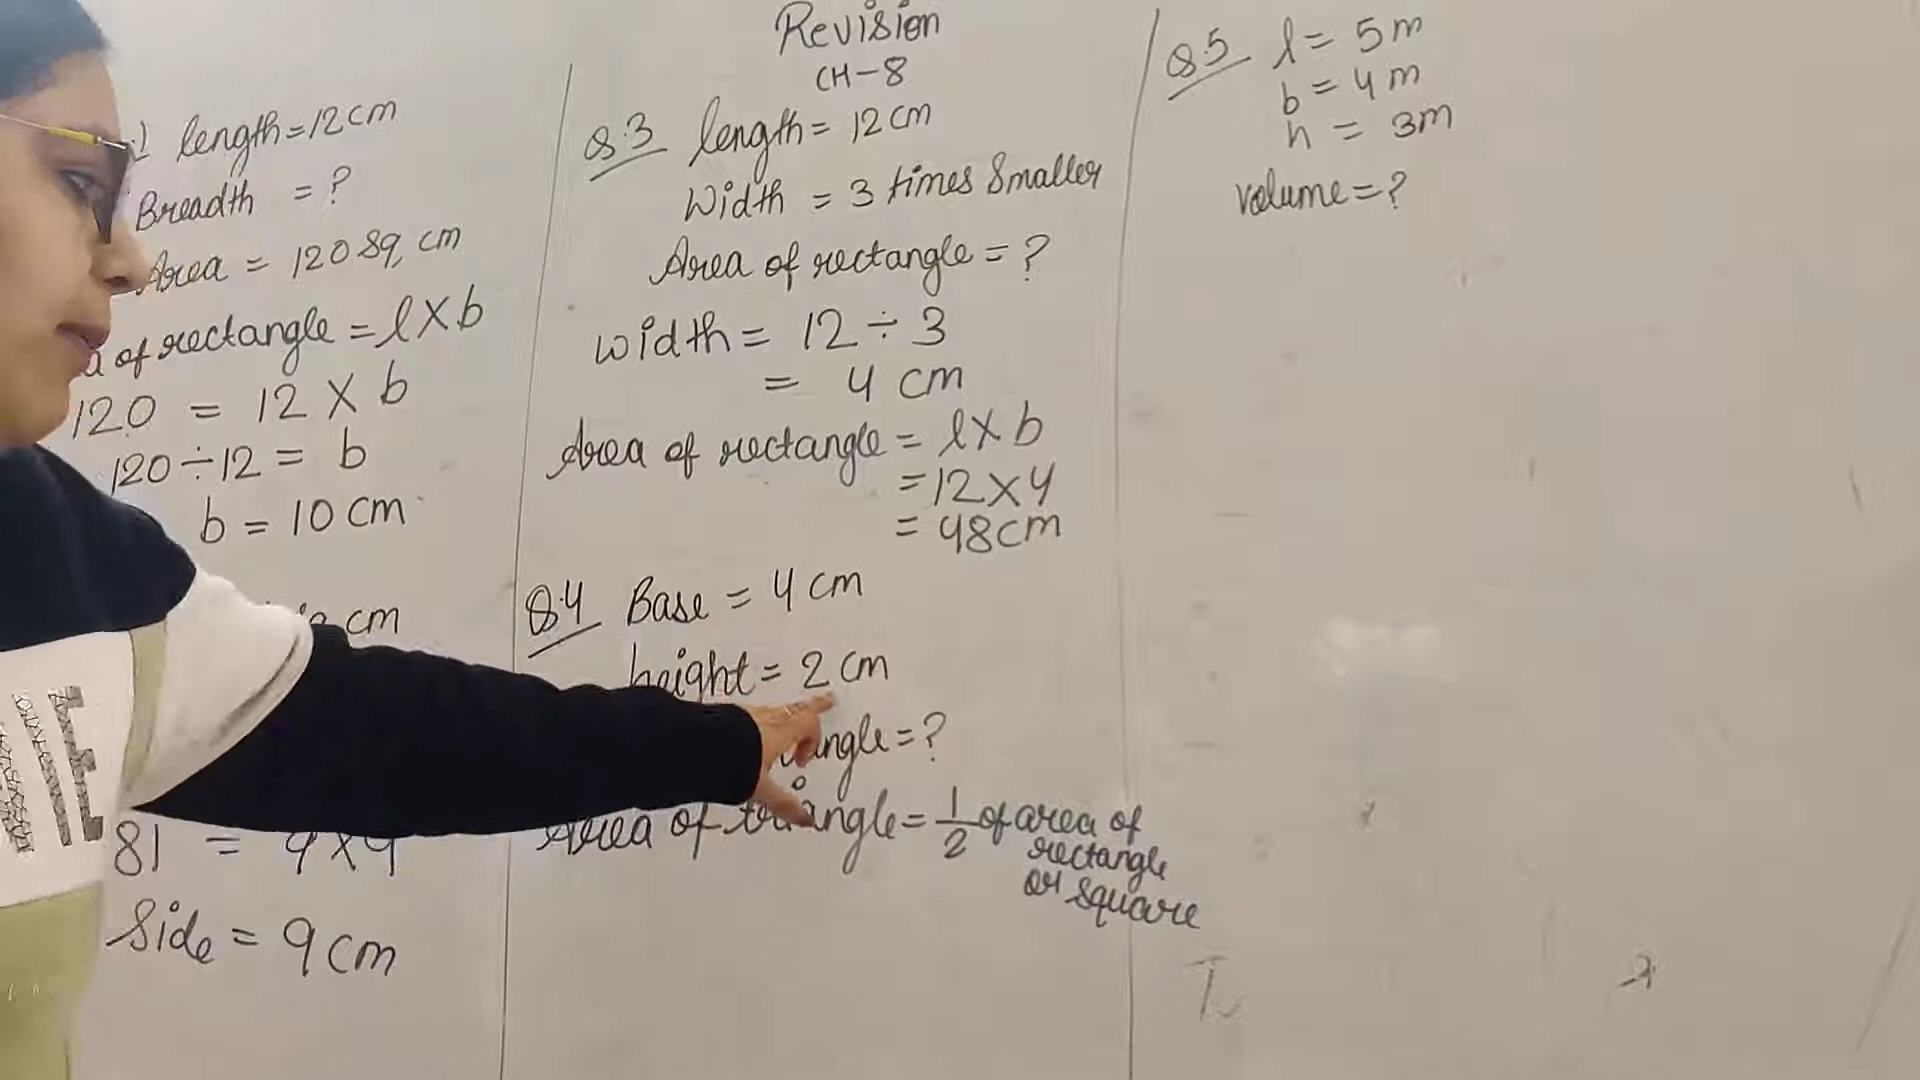 Revision
CH-8
length = 12 cm
Breadth = ?
Area = 120 sq. cm
of rectangle = l X b
120 = 12 X b
120 ÷ 12 = b
b = 10 cm
cm
81 = 9 X 9
Side = 9 cm
Q.3 length = 12 cm
Width = 3 times Smaller
Area of rectangle = ?
width = 12 ÷ 3
= 4 cm
Area of rectangle = l X b
= 12 X 4
= 48 cm
Q.4 Base = 4 cm
height = 2 cm
angle = ?
Area of triangle = 1/2 of area of
rectangle
or square
Q.5 l = 5 m
b = 4 m
h = 3 m
volume = ?